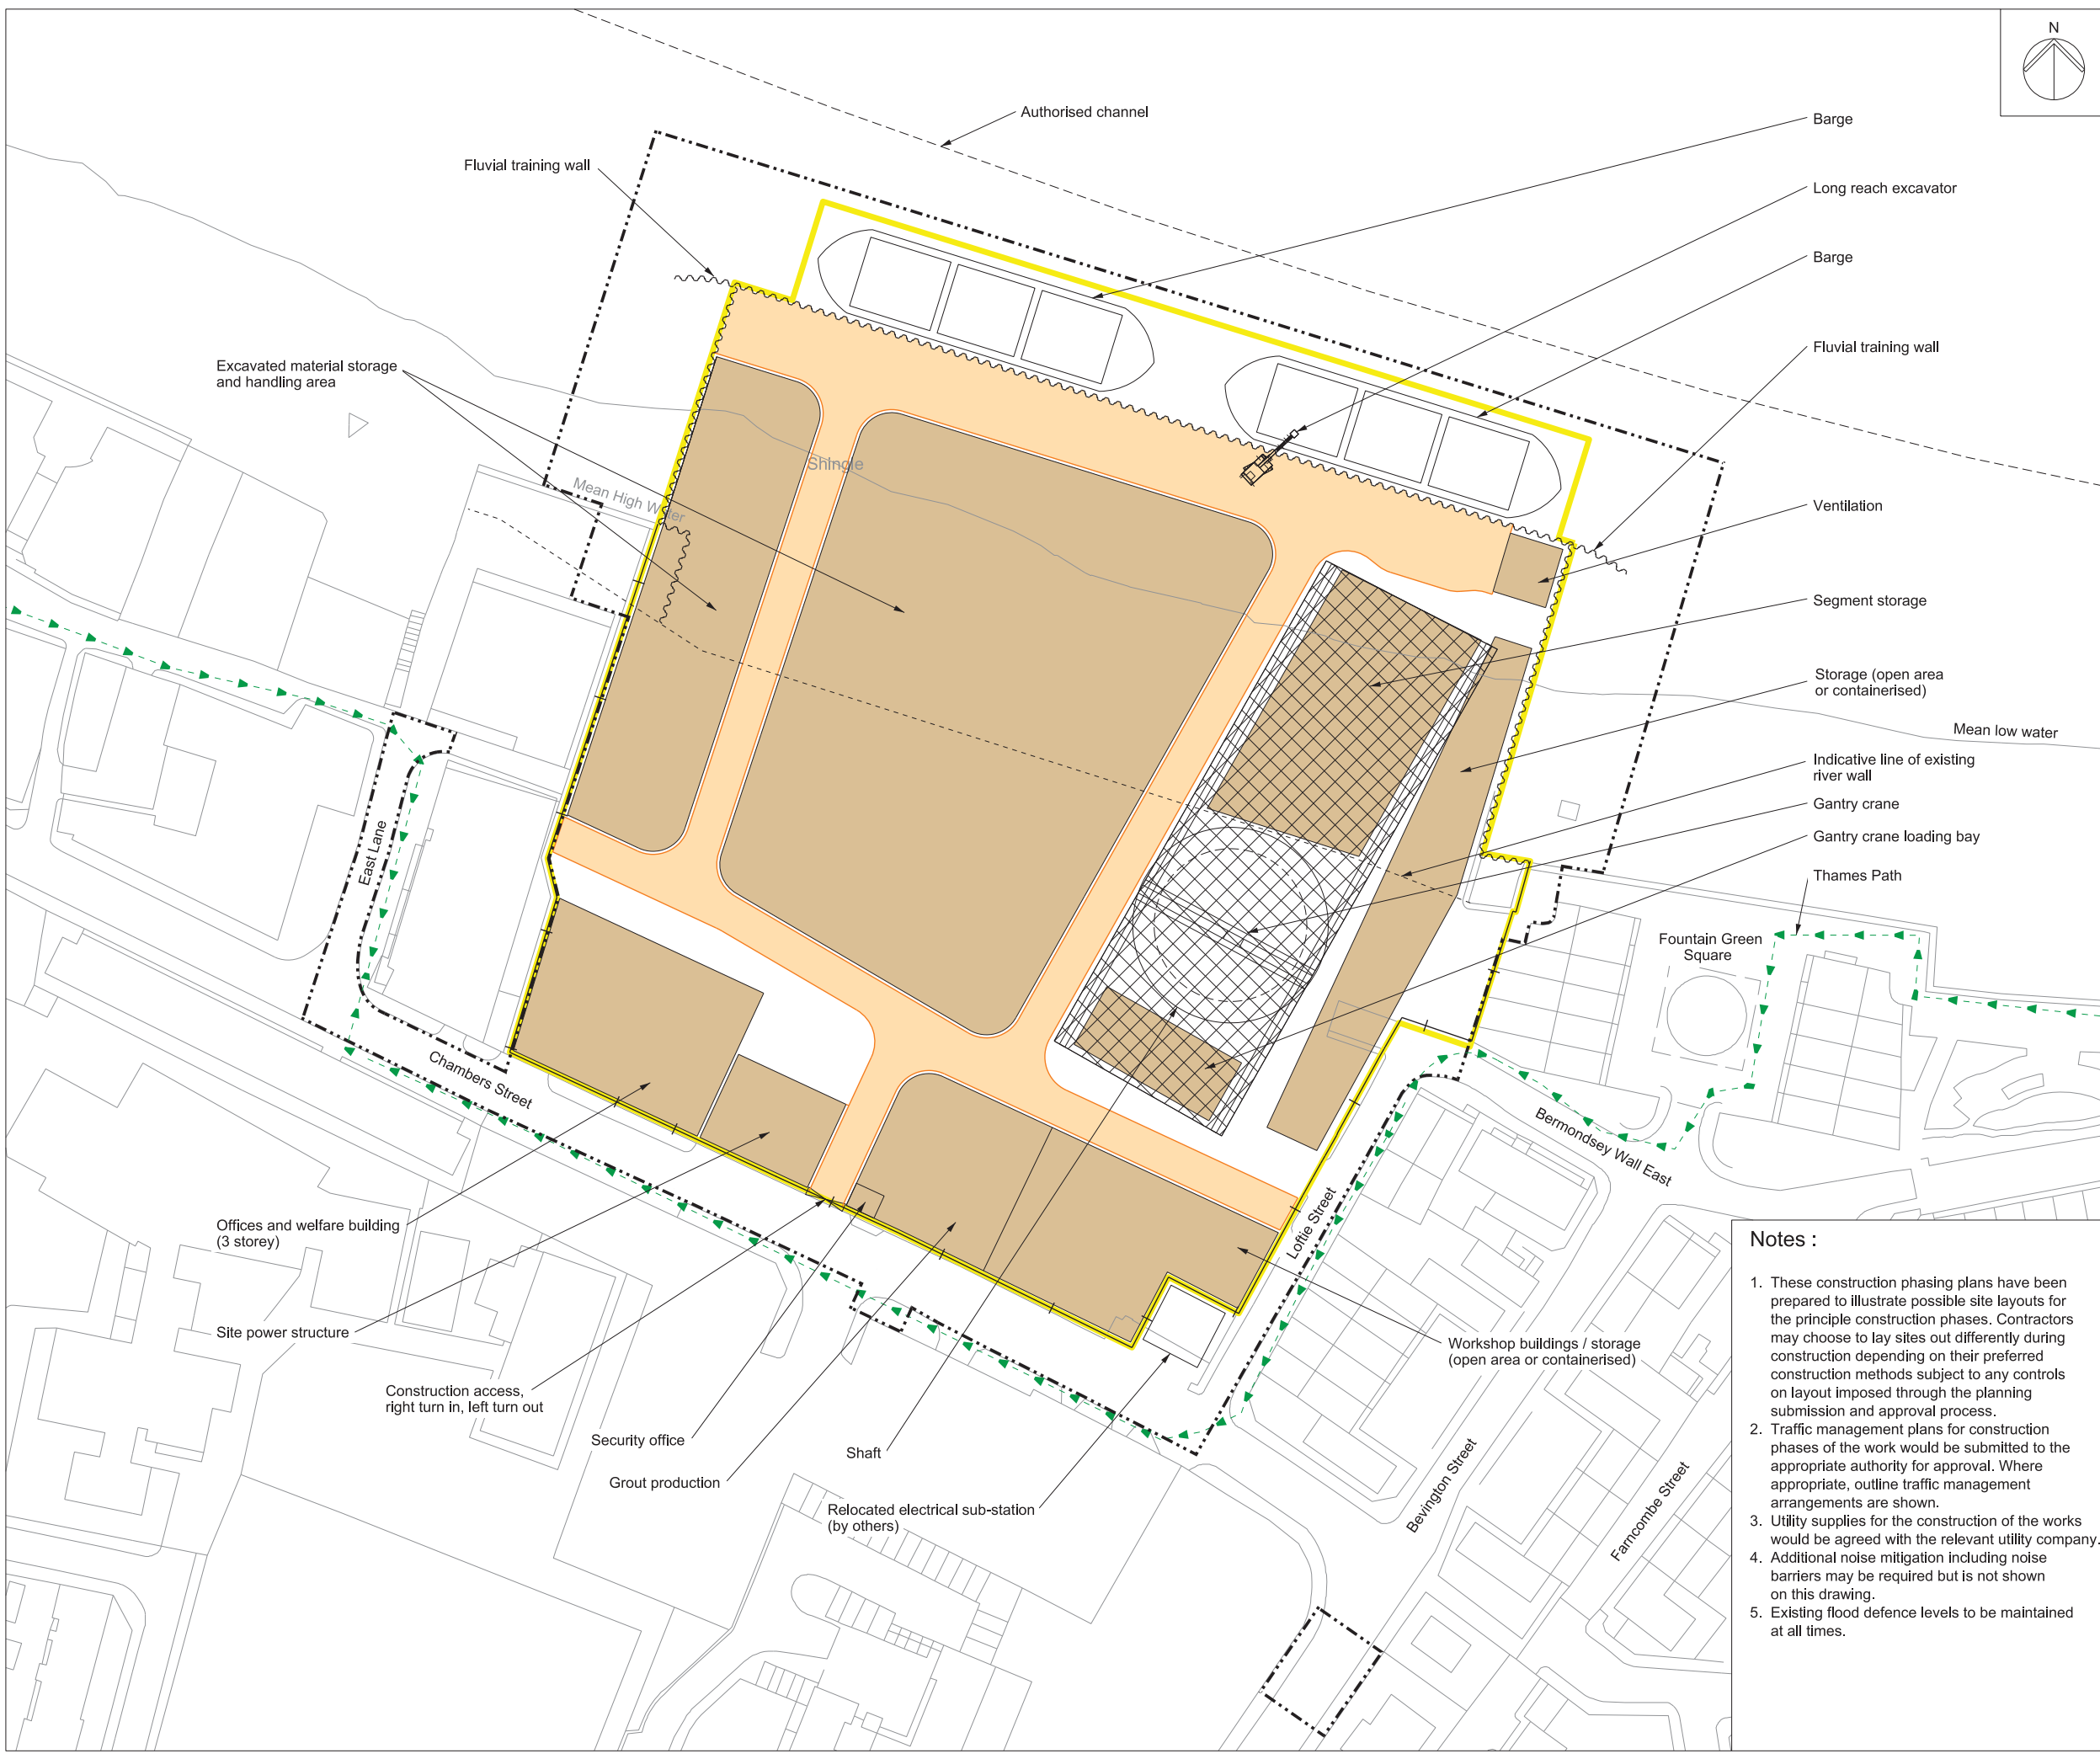 N
Authorised channel
Barge
Fluvial training wall
Long reach excavator
Barge
Fluvial training wall
Excavated material storage
and handling area
Shingle
Mean High Water
Ventilation
Segment storage
Storage (open area
or containerised)
Mean low water
Indicative line of existing
river wall
Gantry crane
Gantry crane loading bay
Thames Path
East Lane
Fountain Green
Square
Chambers Street
Bermondsey Wall East
Loftie Street
Offices and welfare building
(3 storey)
Site power structure
Construction access,
right turn in, left turn out
Security office
Grout production
Shaft
Relocated electrical sub-station
(by others)
Workshop buildings / storage
(open area or containerised)
Bevington Street
Farncombe Street
Notes :
1. These construction phasing plans have been
prepared to illustrate possible site layouts for
the principle construction phases. Contractors
may choose to lay sites out differently during
construction depending on their preferred
construction methods subject to any controls
on layout imposed through the planning
submission and approval process.
2. Traffic management plans for construction
phases of the work would be submitted to the
appropriate authority for approval. Where
appropriate, outline traffic management
arrangements are shown.
3. Utility supplies for the construction of the works
would be agreed with the relevant utility company.
4. Additional noise mitigation including noise
barriers may be required but is not shown
on this drawing.
5. Existing flood defence levels to be maintained
at all times.